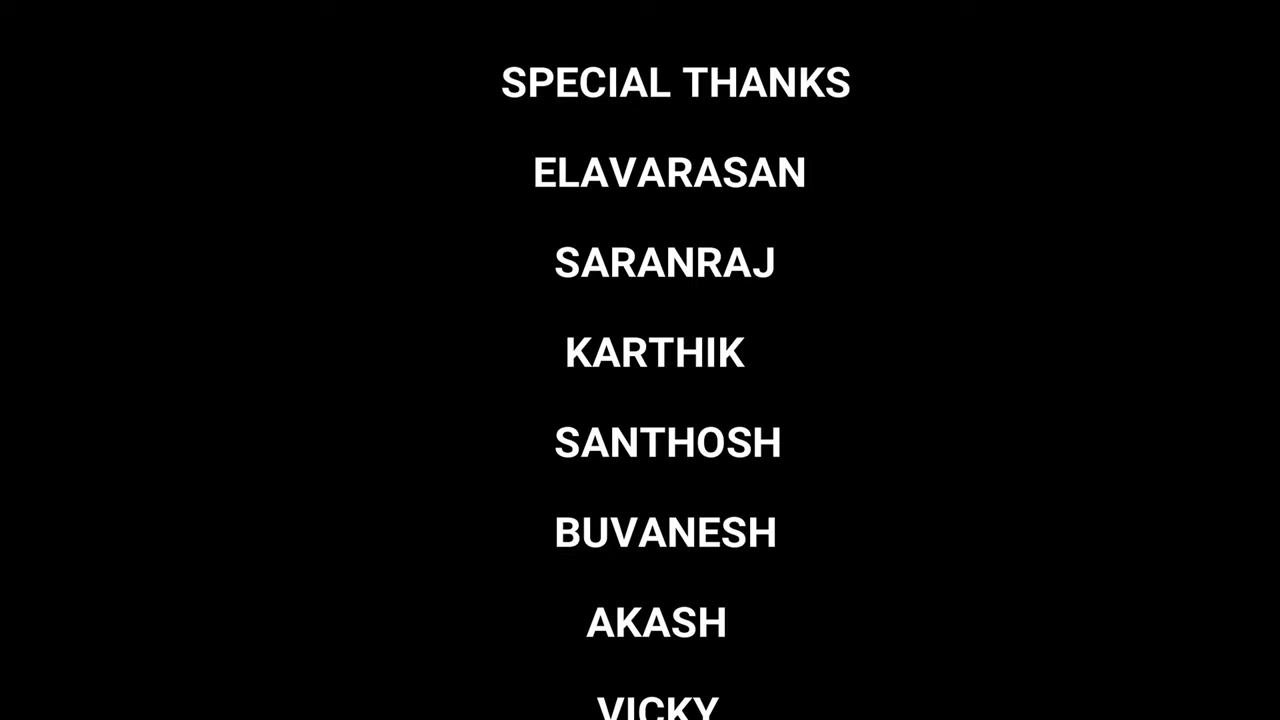 SPECIAL THANKS
ELAVARASAN
SARANRAJ
KARTHIK
SANTHOSH
BUVANESH
AKASH
VICKY